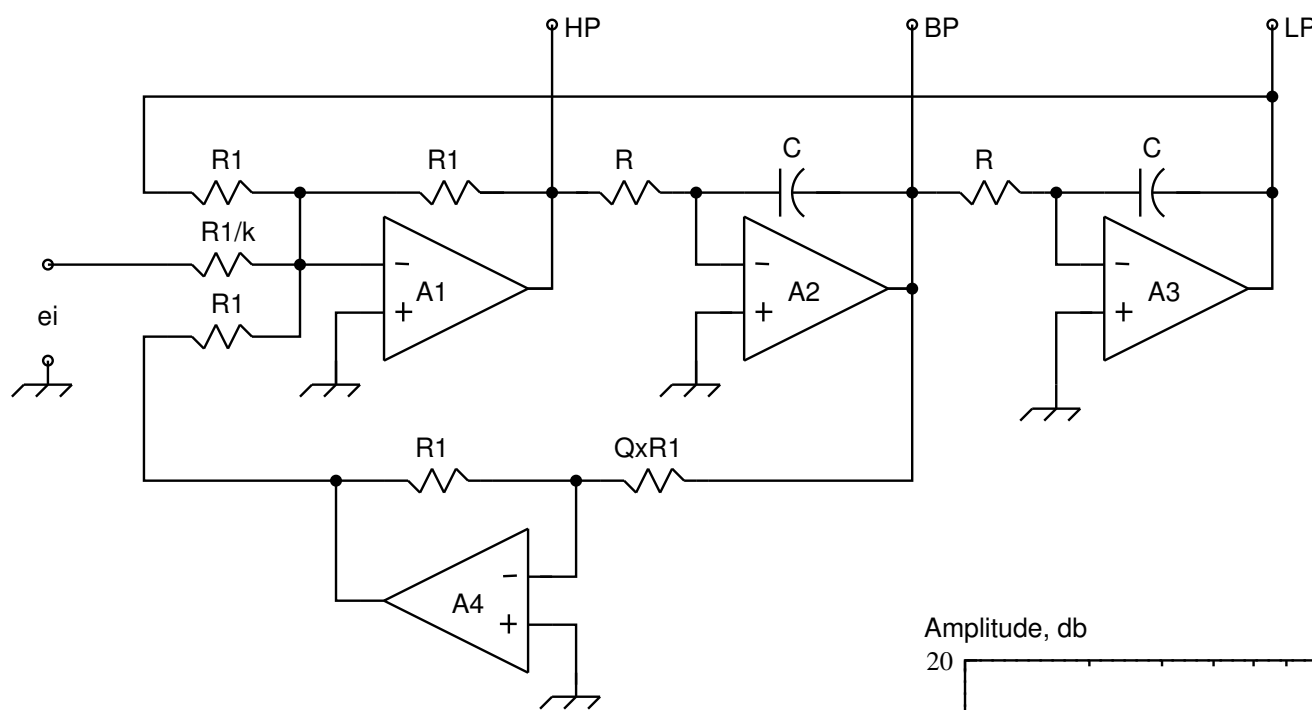 HP
BP
LP
R1
R1
R
C
R
C
R1/k
R1
ei
A1
A2
A3
R1
QxR1
A4
Amplitude, db
20